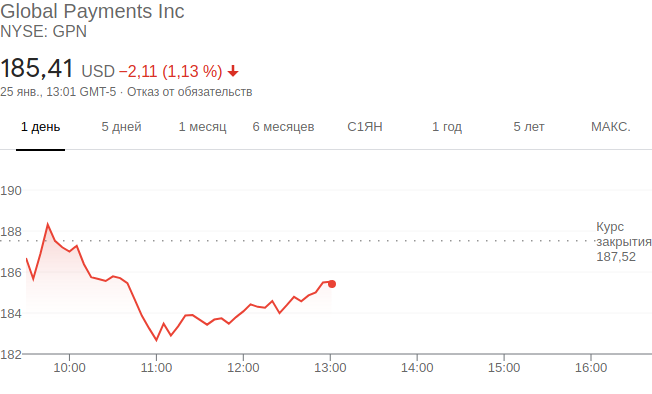 Global Payments Inc
NYSE: GPN
185,41 USD −2,11 (1,13 %)
25 янв., 13:01 GMT-5 · Отказ от обязательств
1 день 5 дней 1 месяц 6 месяцев С1ЯН 1 год 5 лет МАКС.
190
188
186
184
182
Курс
закрытия
187,52
10:00 11:00 12:00 13:00 14:00 15:00 16:00